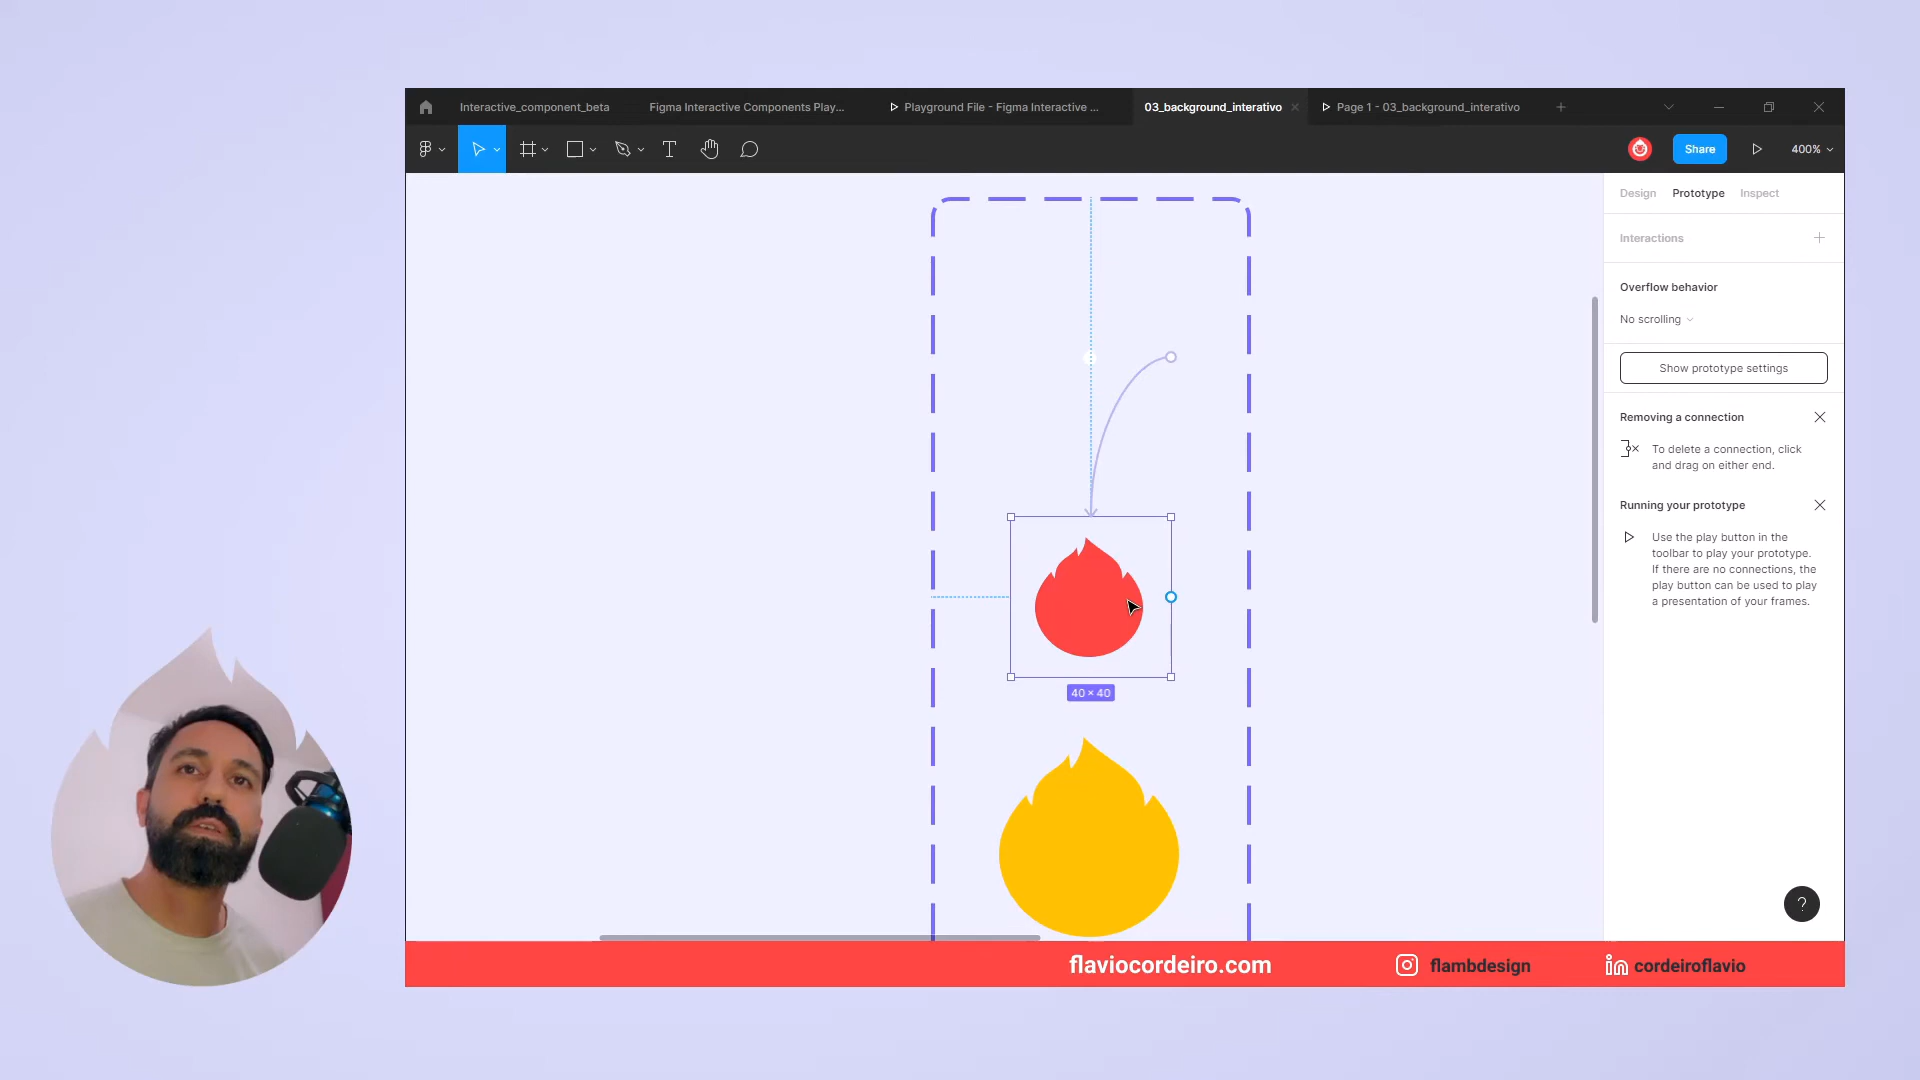 Interactive_component_beta
Figma Interactive Components Play...
Playground File - Figma Interactive ...
03_background_interativo
Page 1 - 03_background_interativo
Share
400%
Design
Prototype
Inspect
Interactions
Overflow behavior
No scrolling
Show prototype settings
Removing a connection
To delete a connection, click
and drag on either end.
Running your prototype
Use the play button in the
toolbar to play your prototype.
If there are no connections, the
play button can be used to play
a presentation of your frames.
40 × 40
?
flaviocordeiro.com
flambdesign
in cordeiroflavio